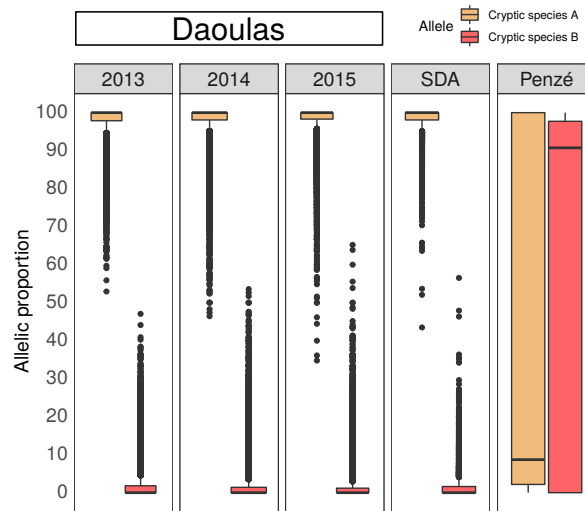 Daoulas
Allele
Cryptic species A
Cryptic species B
2013 2014 2015 SDA Penzé
Allelic proportion
100
90
80
70
60
50
40
30
20
10
0